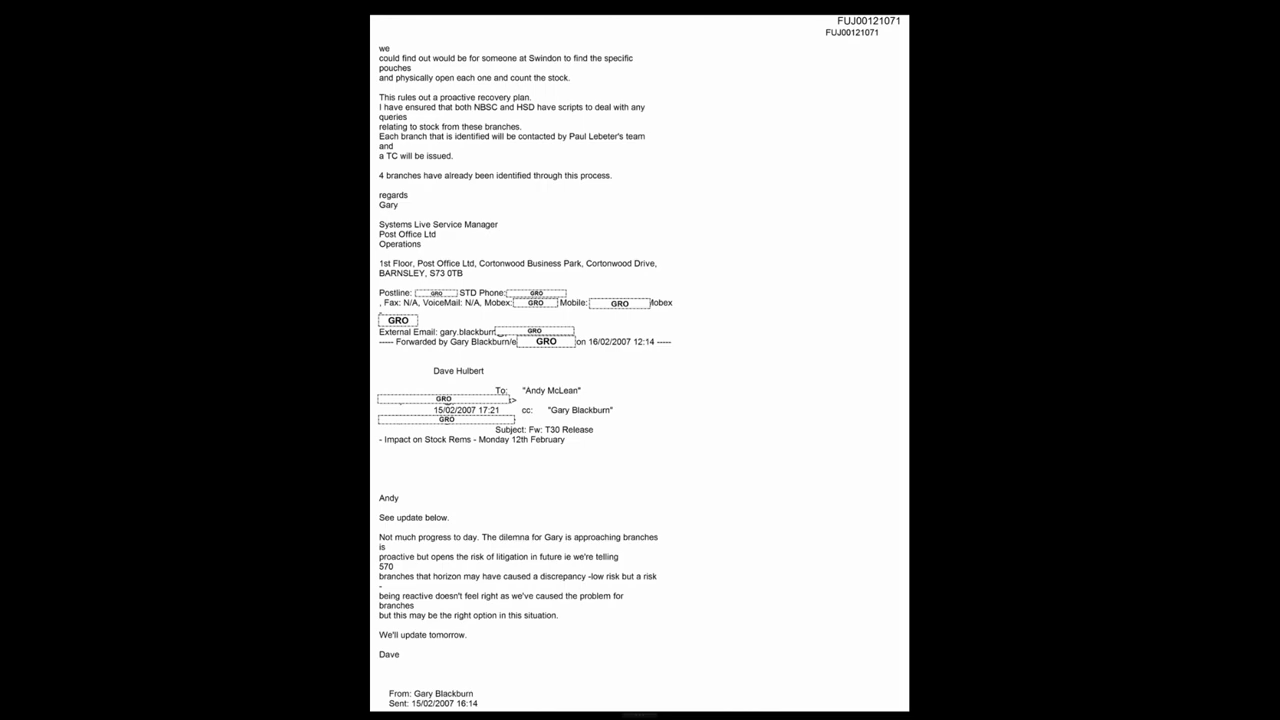 FUJ00121071
FUJ00121071
we
could find out would be for someone at Swindon to find the specific
pouches
and physically open each one and count the stock.
This rules out a proactive recovery plan.
I have ensured that both NBSC and HSD have scripts to deal with any
queries
relating to stock from these branches.
Each branch that is identified will be contacted by Paul Lebeter's team
and
a TC will be issued.
4 branches have already been identified through this process.
regards
Gary
Systems Live Service Manager
Post Office Ltd
Operations
1st Floor, Post Office Ltd, Cortonwood Business Park, Cortonwood Drive,
BARNSLEY, S73 0TB
Postline: GRO STD Phone: GRO
, Fax: N/A, VoiceMail: N/A, Mobex: GRO Mobile: GRO Mobex
GRO
External Email: gary.blackburn GRO
----- Forwarded by Gary Blackburn/e GRO on 16/02/2007 12:14 -----
Dave Hulbert
To: "Andy McLean"
GRO >
15/02/2007 17:21 cc: "Gary Blackburn"
GRO
Subject: Fw: T30 Release
- Impact on Stock Rems - Monday 12th February
Andy
See update below.
Not much progress to day. The dilemna for Gary is approaching branches
is
proactive but opens the risk of litigation in future ie we're telling
570
branches that horizon may have caused a discrepancy -low risk but a risk
-
being reactive doesn't feel right as we've caused the problem for
branches
but this may be the right option in this situation.
We'll update tomorrow.
Dave
From: Gary Blackburn
Sent: 15/02/2007 16:14